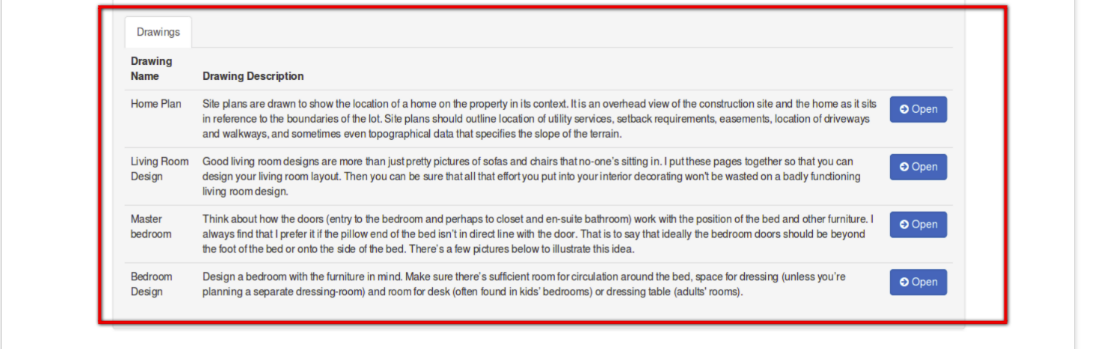 Drawings
Drawing
Name
Drawing Description
Home Plan
Site plans are drawn to show the location of a home on the property in its context. It is an overhead view of the construction site and the home as it sits
in reference to the boundaries of the lot. Site plans should outline location of utility services, setback requirements, easements, location of driveways
and walkways, and sometimes even topographical data that specifies the slope of the terrain.
Open
Living Room
Design
Good living room designs are more than just pretty pictures of sofas and chairs that no-one's sitting in. I put these pages together so that you can
design your living room layout. Then you can be sure that all that effort you put into your interior decorating won't be wasted on a badly functioning
living room design.
Open
Master
bedroom
Think about how the doors (entry to the bedroom and perhaps to closet and en-suite bathroom) work with the position of the bed and other furniture. I
always find that I prefer it if the pillow end of the bed isn't in direct line with the door. That is to say that ideally the bedroom doors should be beyond
the foot of the bed or onto the side of the bed. There's a few pictures below to illustrate this idea.
Open
Bedroom
Design
Design a bedroom with the furniture in mind. Make sure there's sufficient room for circulation around the bed, space for dressing (unless you're
planning a separate dressing-room) and room for desk (often found in kids' bedrooms) or dressing table (adults' rooms).
Open